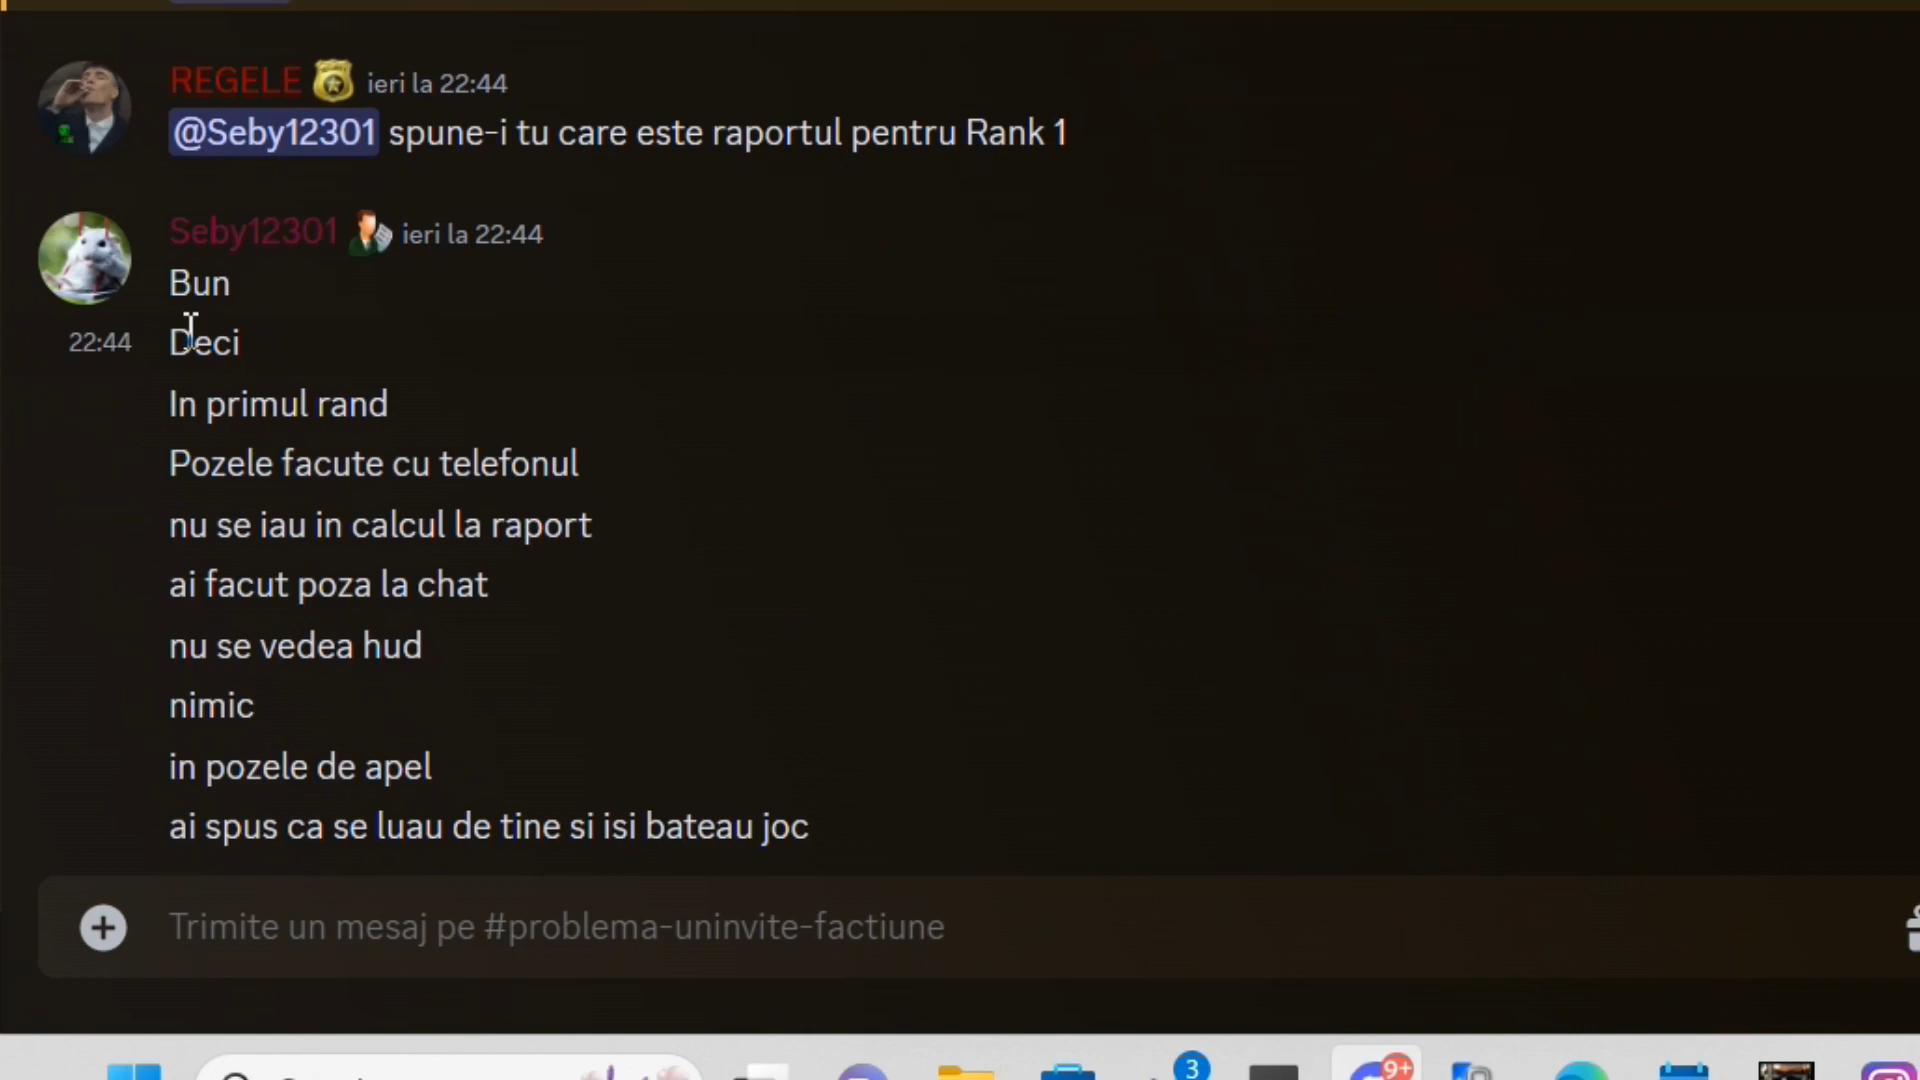 REGELE ieri la 22:44
@Seby12301 spune-i tu care este raportul pentru Rank 1
Seby12301 ieri la 22:44
Bun
22:44 Deci
In primul rand
Pozele facute cu telefonul
nu se iau in calcul la raport
ai facut poza la chat
nu se vedea hud
nimic
in pozele de apel
ai spus ca se luau de tine si isi bateau joc
Trimite un mesaj pe #problema-uninvite-factiune
3
9+